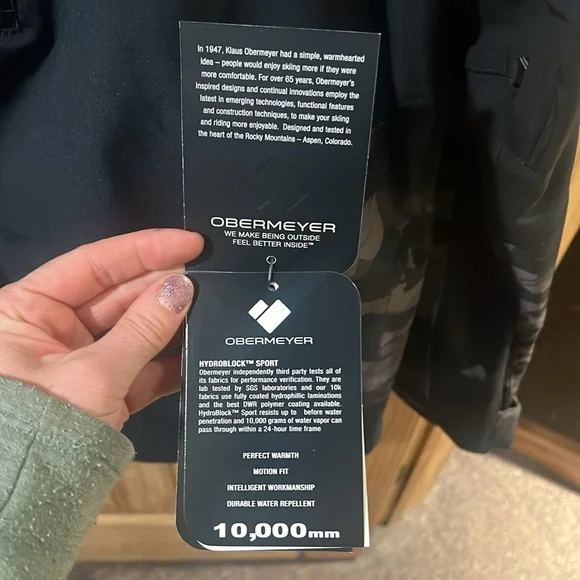 In 1947, Klaus Obermeyer had a simple, warmhearted
idea – people would enjoy skiing more if they were
more comfortable. For over 65 years, Obermeyer's
inspired designs and continual innovations employ the
latest in emerging technologies, functional features
and construction techniques, to make your skiing
and riding more enjoyable. Designed and tested in
the heart of the Rocky Mountains – Aspen, Colorado.
OBERMEYER
WE MAKE BEING OUTSIDE
FEEL BETTER INSIDE™
OBERMEYER
HYDROBLOCK™ SPORT
Obermeyer independently third party tests all of
its fabrics for performance verification. They are
lab tested by SGS laboratories and our 10k
fabrics use fully coated hydrophillic laminations
and the best DWR polymer coating available.
HydroBlock™ Sport resists up to before water
penetration and 10,000 grams of water vapor can
pass through within a 24-hour time frame
PERFECT WARMTH
MOTION FIT
INTELLIGENT WORKMANSHIP
DURABLE WATER REPELLENT
10,000mm